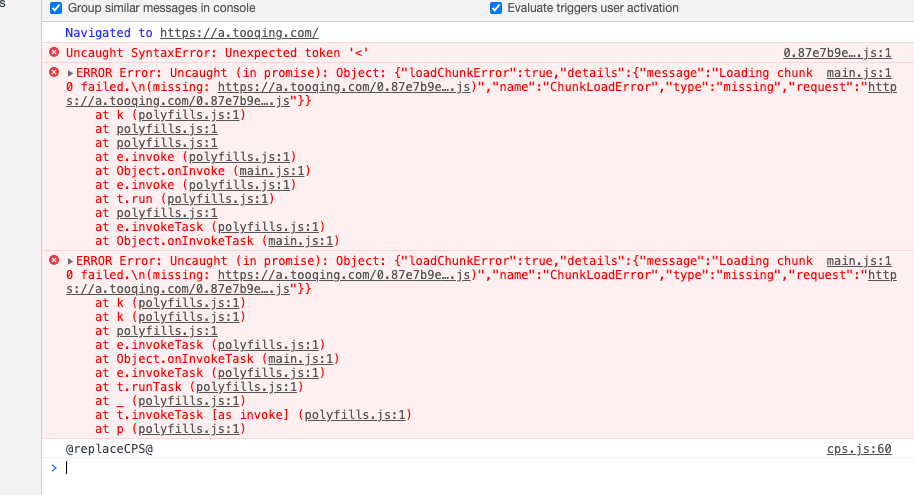 s
Group similar messages in console
Evaluate triggers user activation
Navigated to https://a.tooqing.com/
Uncaught SyntaxError: Unexpected token '<' 0.87e7b9e….js:1
▸ERROR Error: Uncaught (in promise): Object: {"loadChunkError":true,"details":{"message":"Loading chunk main.js:1
0 failed.\n(missing: https://a.tooqing.com/0.87e7b9e….js)","name":"ChunkLoadError","type":"missing","request":"http
s://a.tooqing.com/0.87e7b9e….js"}}
at k (polyfills.js:1)
at polyfills.js:1
at polyfills.js:1
at e.invoke (polyfills.js:1)
at Object.onInvoke (main.js:1)
at e.invoke (polyfills.js:1)
at t.run (polyfills.js:1)
at polyfills.js:1
at e.invokeTask (polyfills.js:1)
at Object.onInvokeTask (main.js:1)
▸ERROR Error: Uncaught (in promise): Object: {"loadChunkError":true,"details":{"message":"Loading chunk main.js:1
0 failed.\n(missing: https://a.tooqing.com/0.87e7b9e….js)","name":"ChunkLoadError","type":"missing","request":"http
s://a.tooqing.com/0.87e7b9e….js"}}
at k (polyfills.js:1)
at k (polyfills.js:1)
at polyfills.js:1
at e.invokeTask (polyfills.js:1)
at Object.onInvokeTask (main.js:1)
at e.invokeTask (polyfills.js:1)
at t.runTask (polyfills.js:1)
at _ (polyfills.js:1)
at t.invokeTask [as invoke] (polyfills.js:1)
at p (polyfills.js:1)
@replaceCPS@ cps.js:60
>